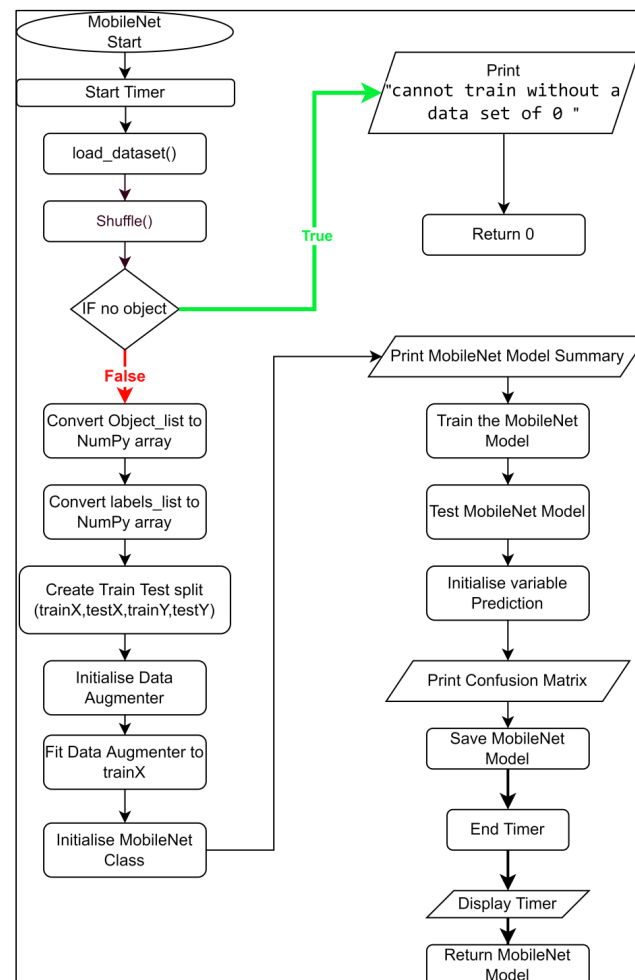 MobileNet
Start
Start Timer
load_dataset()
Shuffle()
IF no object
True
Print
"cannot train without a
data set of 0 "
Return 0
False
Convert Object_list to
NumPy array
Convert labels_list to
NumPy array
Create Train Test split
(trainX,testX,trainY,testY)
Initialise Data
Augmenter
Fit Data Augmenter to
trainX
Initialise MobileNet
Class
Print MobileNet Model Summary
Train the MobileNet
Model
Test MobileNet Model
Initialise variable
Prediction
Print Confusion Matrix
Save MobileNet
Model
End Timer
Display Timer
Return MobileNet
Model